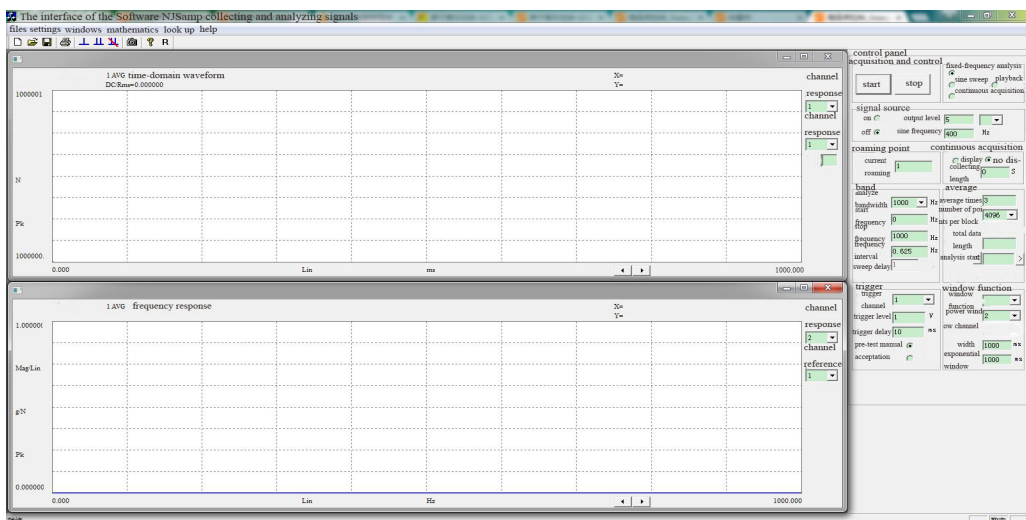 The interface of the Software NJSamp collecting and analyzing signals
files settings windows mathematics look up help
R
1 AVG time-domain waveform
DC/Rms=0.000000
X=
Y=
channel
response
1
channel
response
1
1000001
N
Pk
1000000.
0.000
Lin
ms
1000.000
1 AVG frequency response
X=
Y=
channel
response
2
channel
reference
1
1.000000
Mag/Lin
g/N
Pk
0.000000
0.000
Lin
Hz
1000.000
control panel
acquisition and control
start
stop
fixed-frequency analysis
sine sweep playback
continuous acquisition
signal source
on
output level 5
off
sine frequency 400 Hz
roaming point
current
roaming
1
continuous acquisition
display no dis-
collecting
length
0 S
band
analyze
bandwidth 1000 Hz
start
frequency 0 Hz
stop
frequency 1000 Hz
frequency
interval 0.625 Hz
sweep delay 1
average
average times 3
number of poi
nts per block 4096
total data
length
analysis start >
trigger
trigger
channel 1
trigger level 1 V
trigger delay 10 ms
pre-test manual
acceptation
window function
window
function
power wind 2
ow channel
width 1000 ms
exponential
window 1000 ms